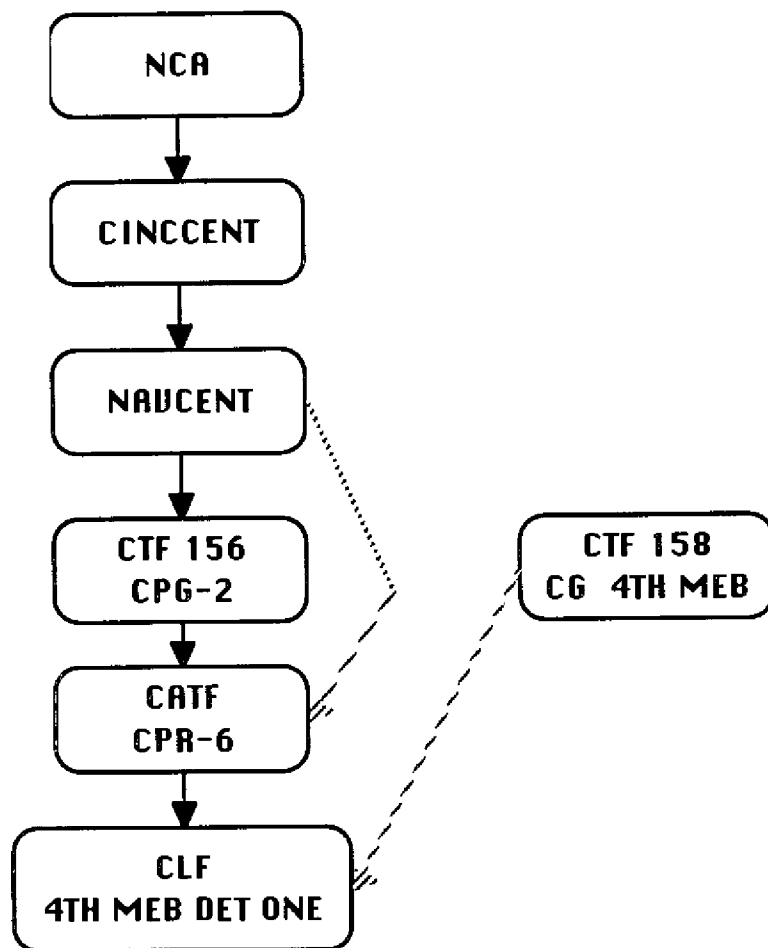 NCA
CINCCENT
NAVCENT
CTF 156
CPG-2
CTF 158
CG 4TH MEB
CATF
CPR-6
CLF
4TH MEB DET ONE